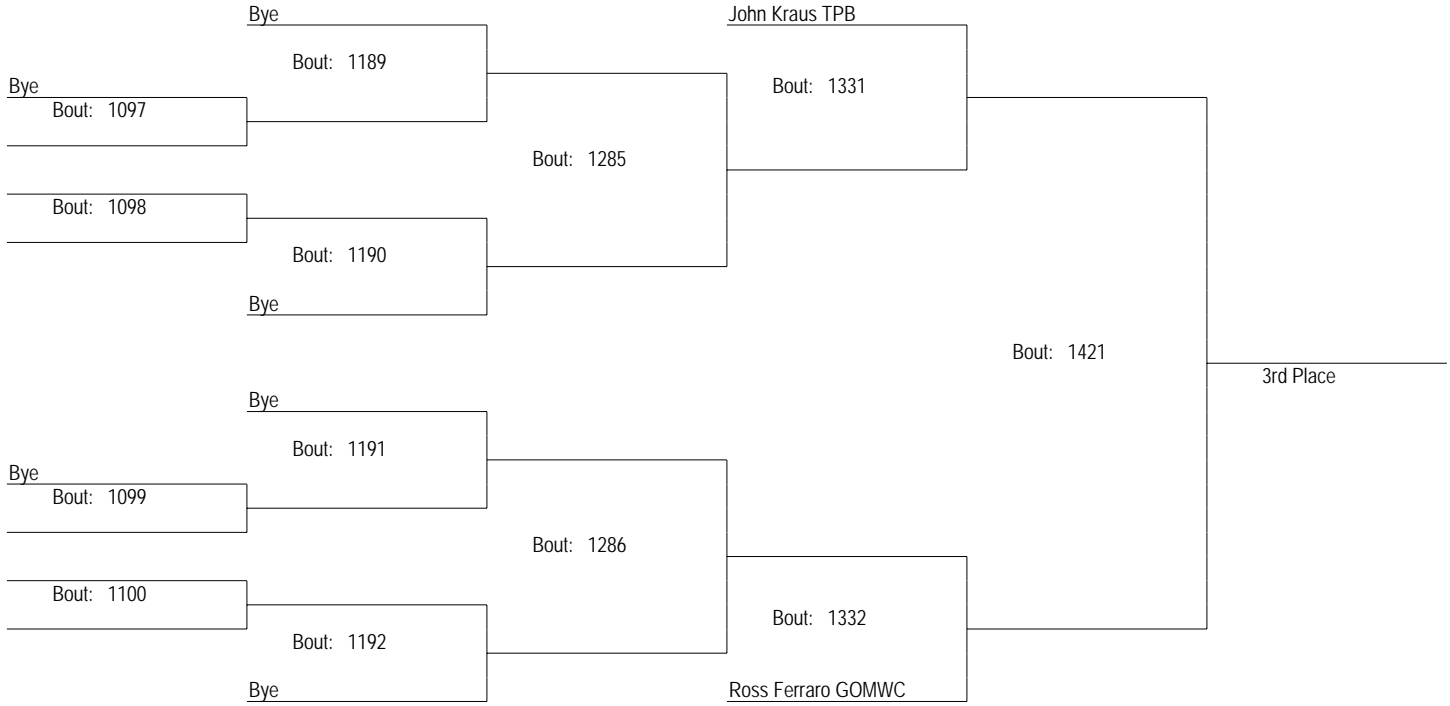 Bye
John Kraus TPB
Bout: 1189
Bye
Bout: 1331
Bout: 1097
Bout: 1285
Bout: 1098
Bout: 1190
Bye
Bout: 1421
3rd Place
Bye
Bout: 1191
Bye
Bout: 1099
Bout: 1286
Bout: 1100
Bout: 1332
Bout: 1192
Bye
Ross Ferraro GOMWC